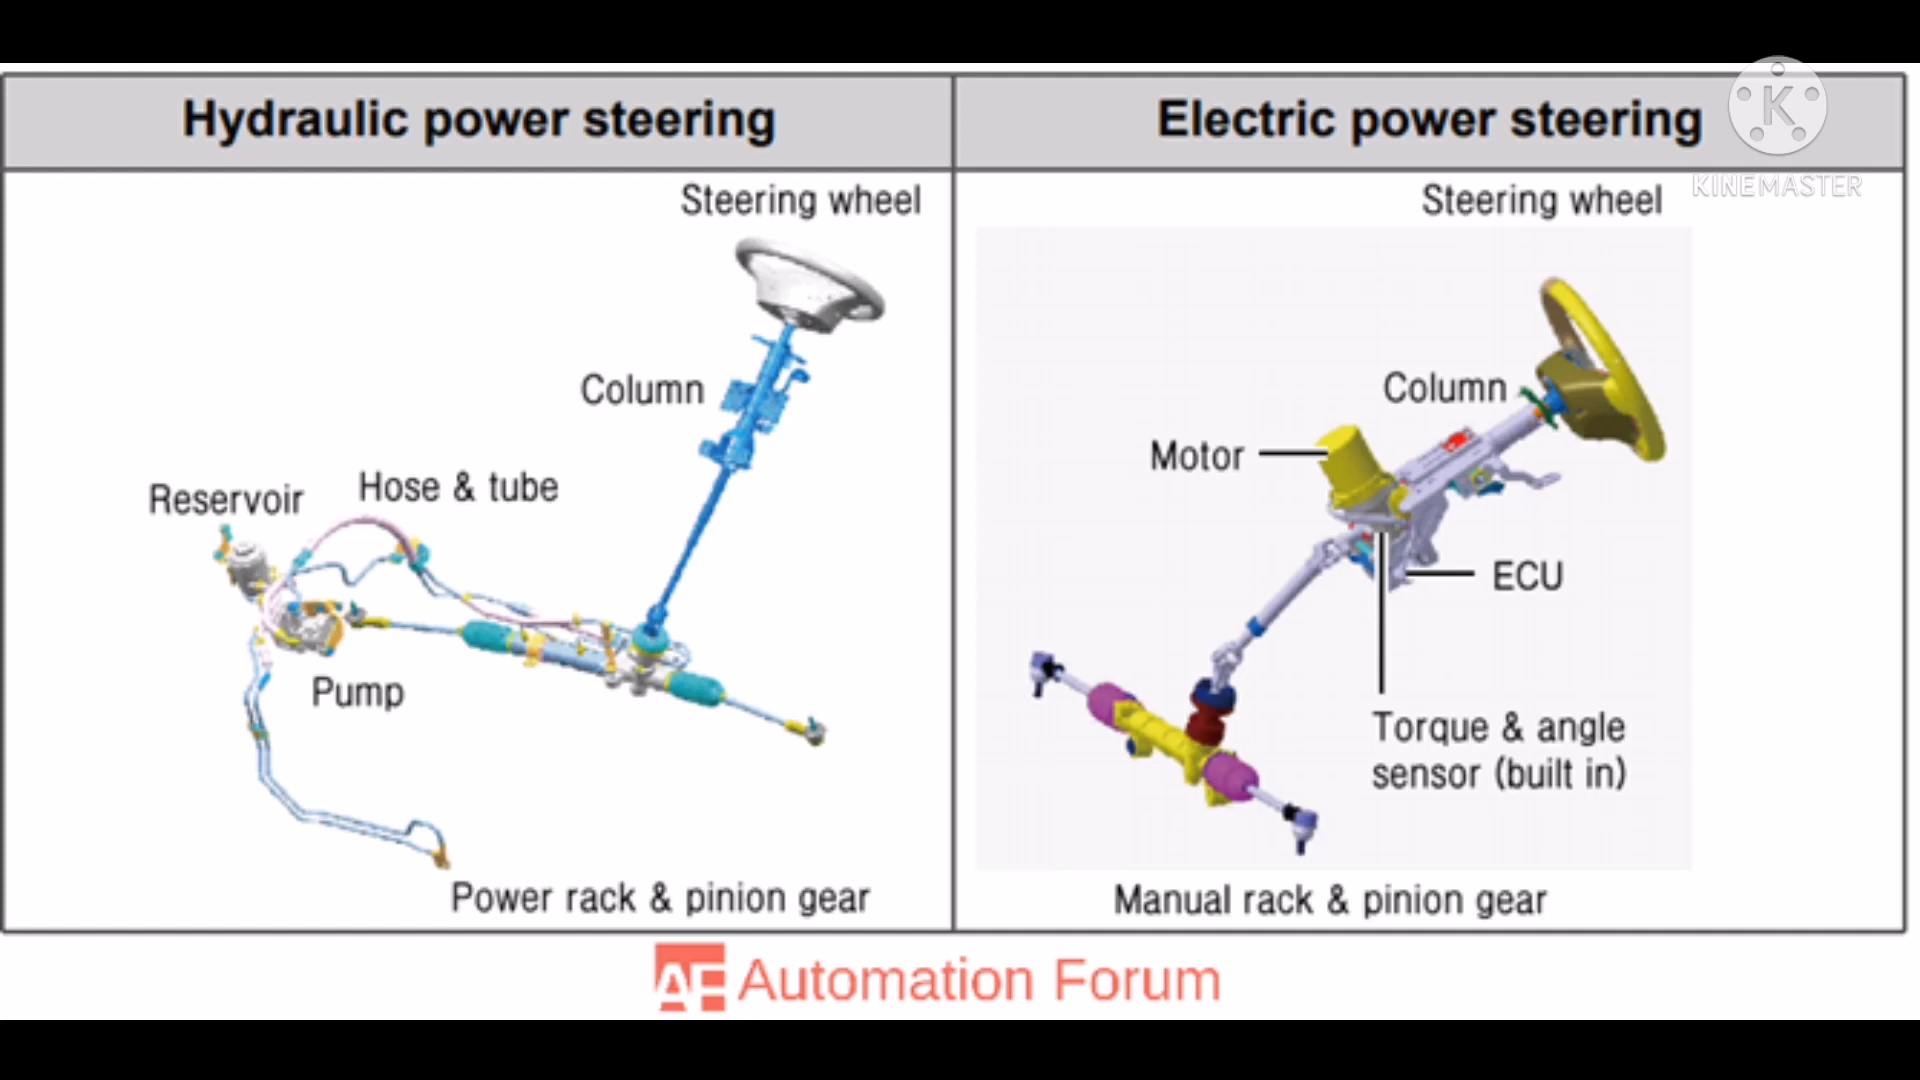 Hydraulic power steering
Electric power steering
K
KINEMASTER
Steering wheel
Column
Hose & tube
Reservoir
Pump
Power rack & pinion gear
Steering wheel
Column
Motor
ECU
Torque & angle
sensor (built in)
Manual rack & pinion gear
AF Automation Forum